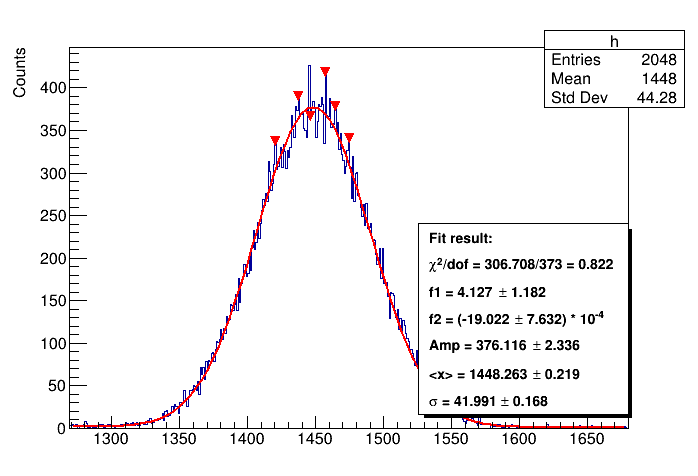 h
Entries 2048
Mean 1448
Std Dev 44.28
Counts
400
350
300
250
200
150
100
50
0
Fit result:
χ²/dof = 306.708/373 = 0.822
f1 = 4.127 ± 1.182
f2 = (-19.022 ± 7.632) * 10⁻⁴
Amp = 376.116 ± 2.336
<x> = 1448.263 ± 0.219
σ = 41.991 ± 0.168
1300 1350 1400 1450 1500 1550 1600 1650